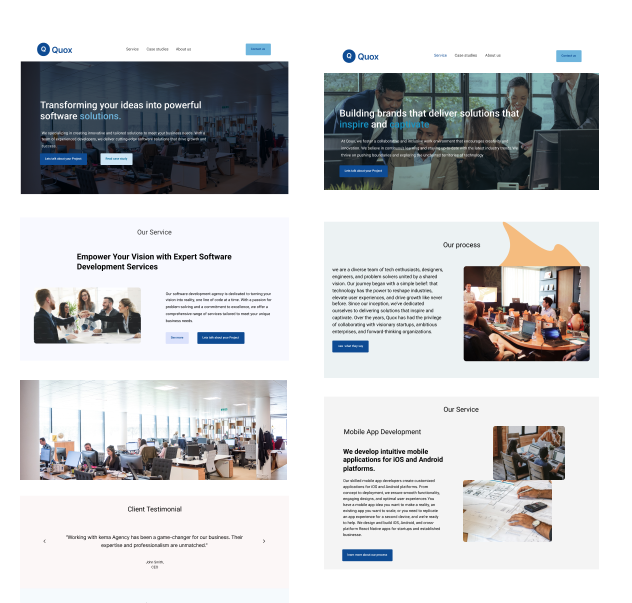 Q Quox
Service Case studies About us
Contact us
Transforming your ideas into powerful
software solutions.
We specializing in creating innovative and tailored solutions to meet your business needs. With a
team of experienced developers, we deliver cutting-edge software solutions that drive growth and
success.
Lets talk about your Project
Our Service
Empower Your Vision with Expert Software
Development Services
Our software development agency is dedicated to turning your
vision into reality, one line of code at a time. With a passion for
problem-solving and a commitment to excellence, we offer a
comprehensive range of services tailored to meet your unique
business needs.
Services
Lets talk about your Project
Client Testimonial
"Working with kema Agency has been a game-changer for our business. Their
expertise and professionalism are unmatched."
John Smith,
CEO
Q Quox
Service Case studies About us
Contact us
Building brands that deliver solutions that
inspire and captivate.
At Quox, we foster a collaborative and inclusive work environment that encourages creativity and
innovation. We believe in continuous learning and staying up to date with the latest industry trends. We
thrive on pushing boundaries and exploring the uncharted territories of technology
Lets talk about your Project
Our process
we are a diverse team of tech enthusiasts, designers,
engineers, and problem solvers united by a shared
vision. Our journey began with a simple belief: that
technology has the power to reshape industries,
elevate user experiences, and drive growth like never
before. Since our inception, we've dedicated
ourselves to delivering solutions that inspire and
captivate. Over the years, Quox has had the privilege
of collaborating with visionary startups, ambitious
enterprises, and forward-thinking organizations.
Our Service
Mobile App Development
We develop intuitive mobile
applications for iOS and Android
platforms.
Our skilled mobile app developers create customized
applications for iOS and Android platforms. From
concept to deployment, we ensure smooth functionality,
engaging designs, and optimal user experiences. You
have a mobile app idea you want to make a reality, an
existing app you want to scale, or you need to replicate
an app experience for a second device, and we're ready
to help. We design and build iOS, Android, and cross-
platform React Native apps for startups and established
businesses.
learn more about our process